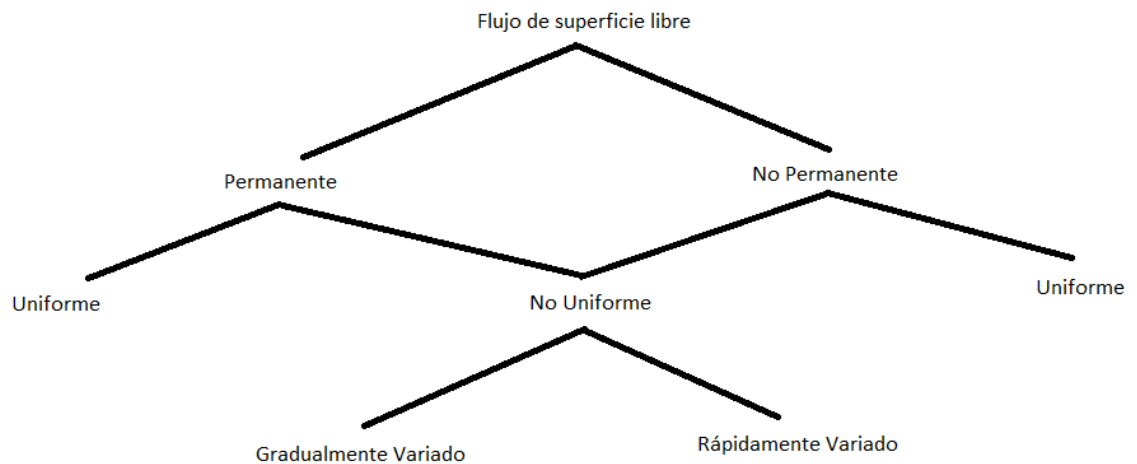 Flujo de superficie libre
Permanente
No Permanente
Uniforme
No Uniforme
Uniforme
Gradualmente Variado
Rápidamente Variado